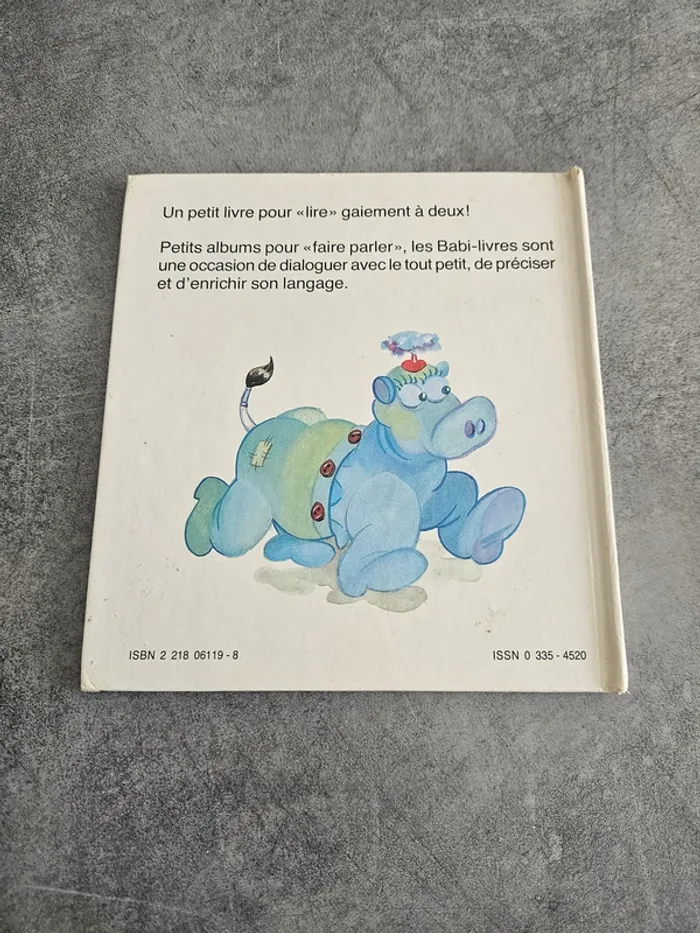 Un petit livre pour «lire» gaiement à deux!
Petits albums pour «faire parler», les Babi-livres sont
une occasion de dialoguer avec le tout petit, de préciser
et d'enrichir son langage.
ISBN 2 218 06119-8
ISSN 0 335-4520